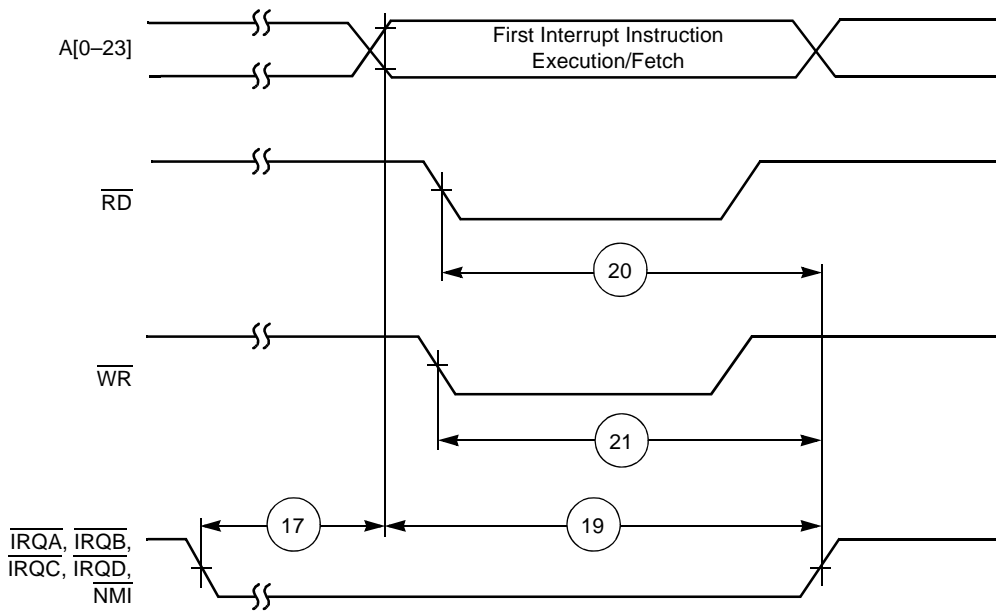 A[0–23]
First Interrupt Instruction
Execution/Fetch
RD
20
WR
21
17
19
IRQA, IRQB,
IRQC, IRQD,
NMI